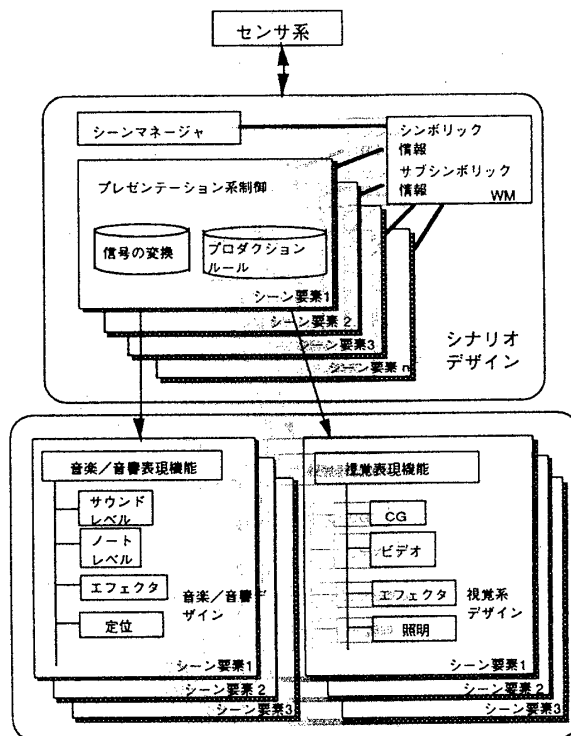 センサ系
シーンマネージャ
シンボリック
情報
サブシンボリック
情報
WM
プレゼンテーション系制御
信号の変換
プロダクション
ルール
シーン要素1
シーン要素2
シーン要素3
シーン要素n
シナリオ
デザイン
音楽／音響表現機能
サウンド
レベル
ノート
レベル
エフェクタ
定位
音楽／音響デ
ザイン
シーン要素1
シーン要素2
シーン要素3
視覚表現機能
CG
ビデオ
エフェクタ
照明
視覚系
デザイン
シーン要素1
シーン要素2
シーン要素3